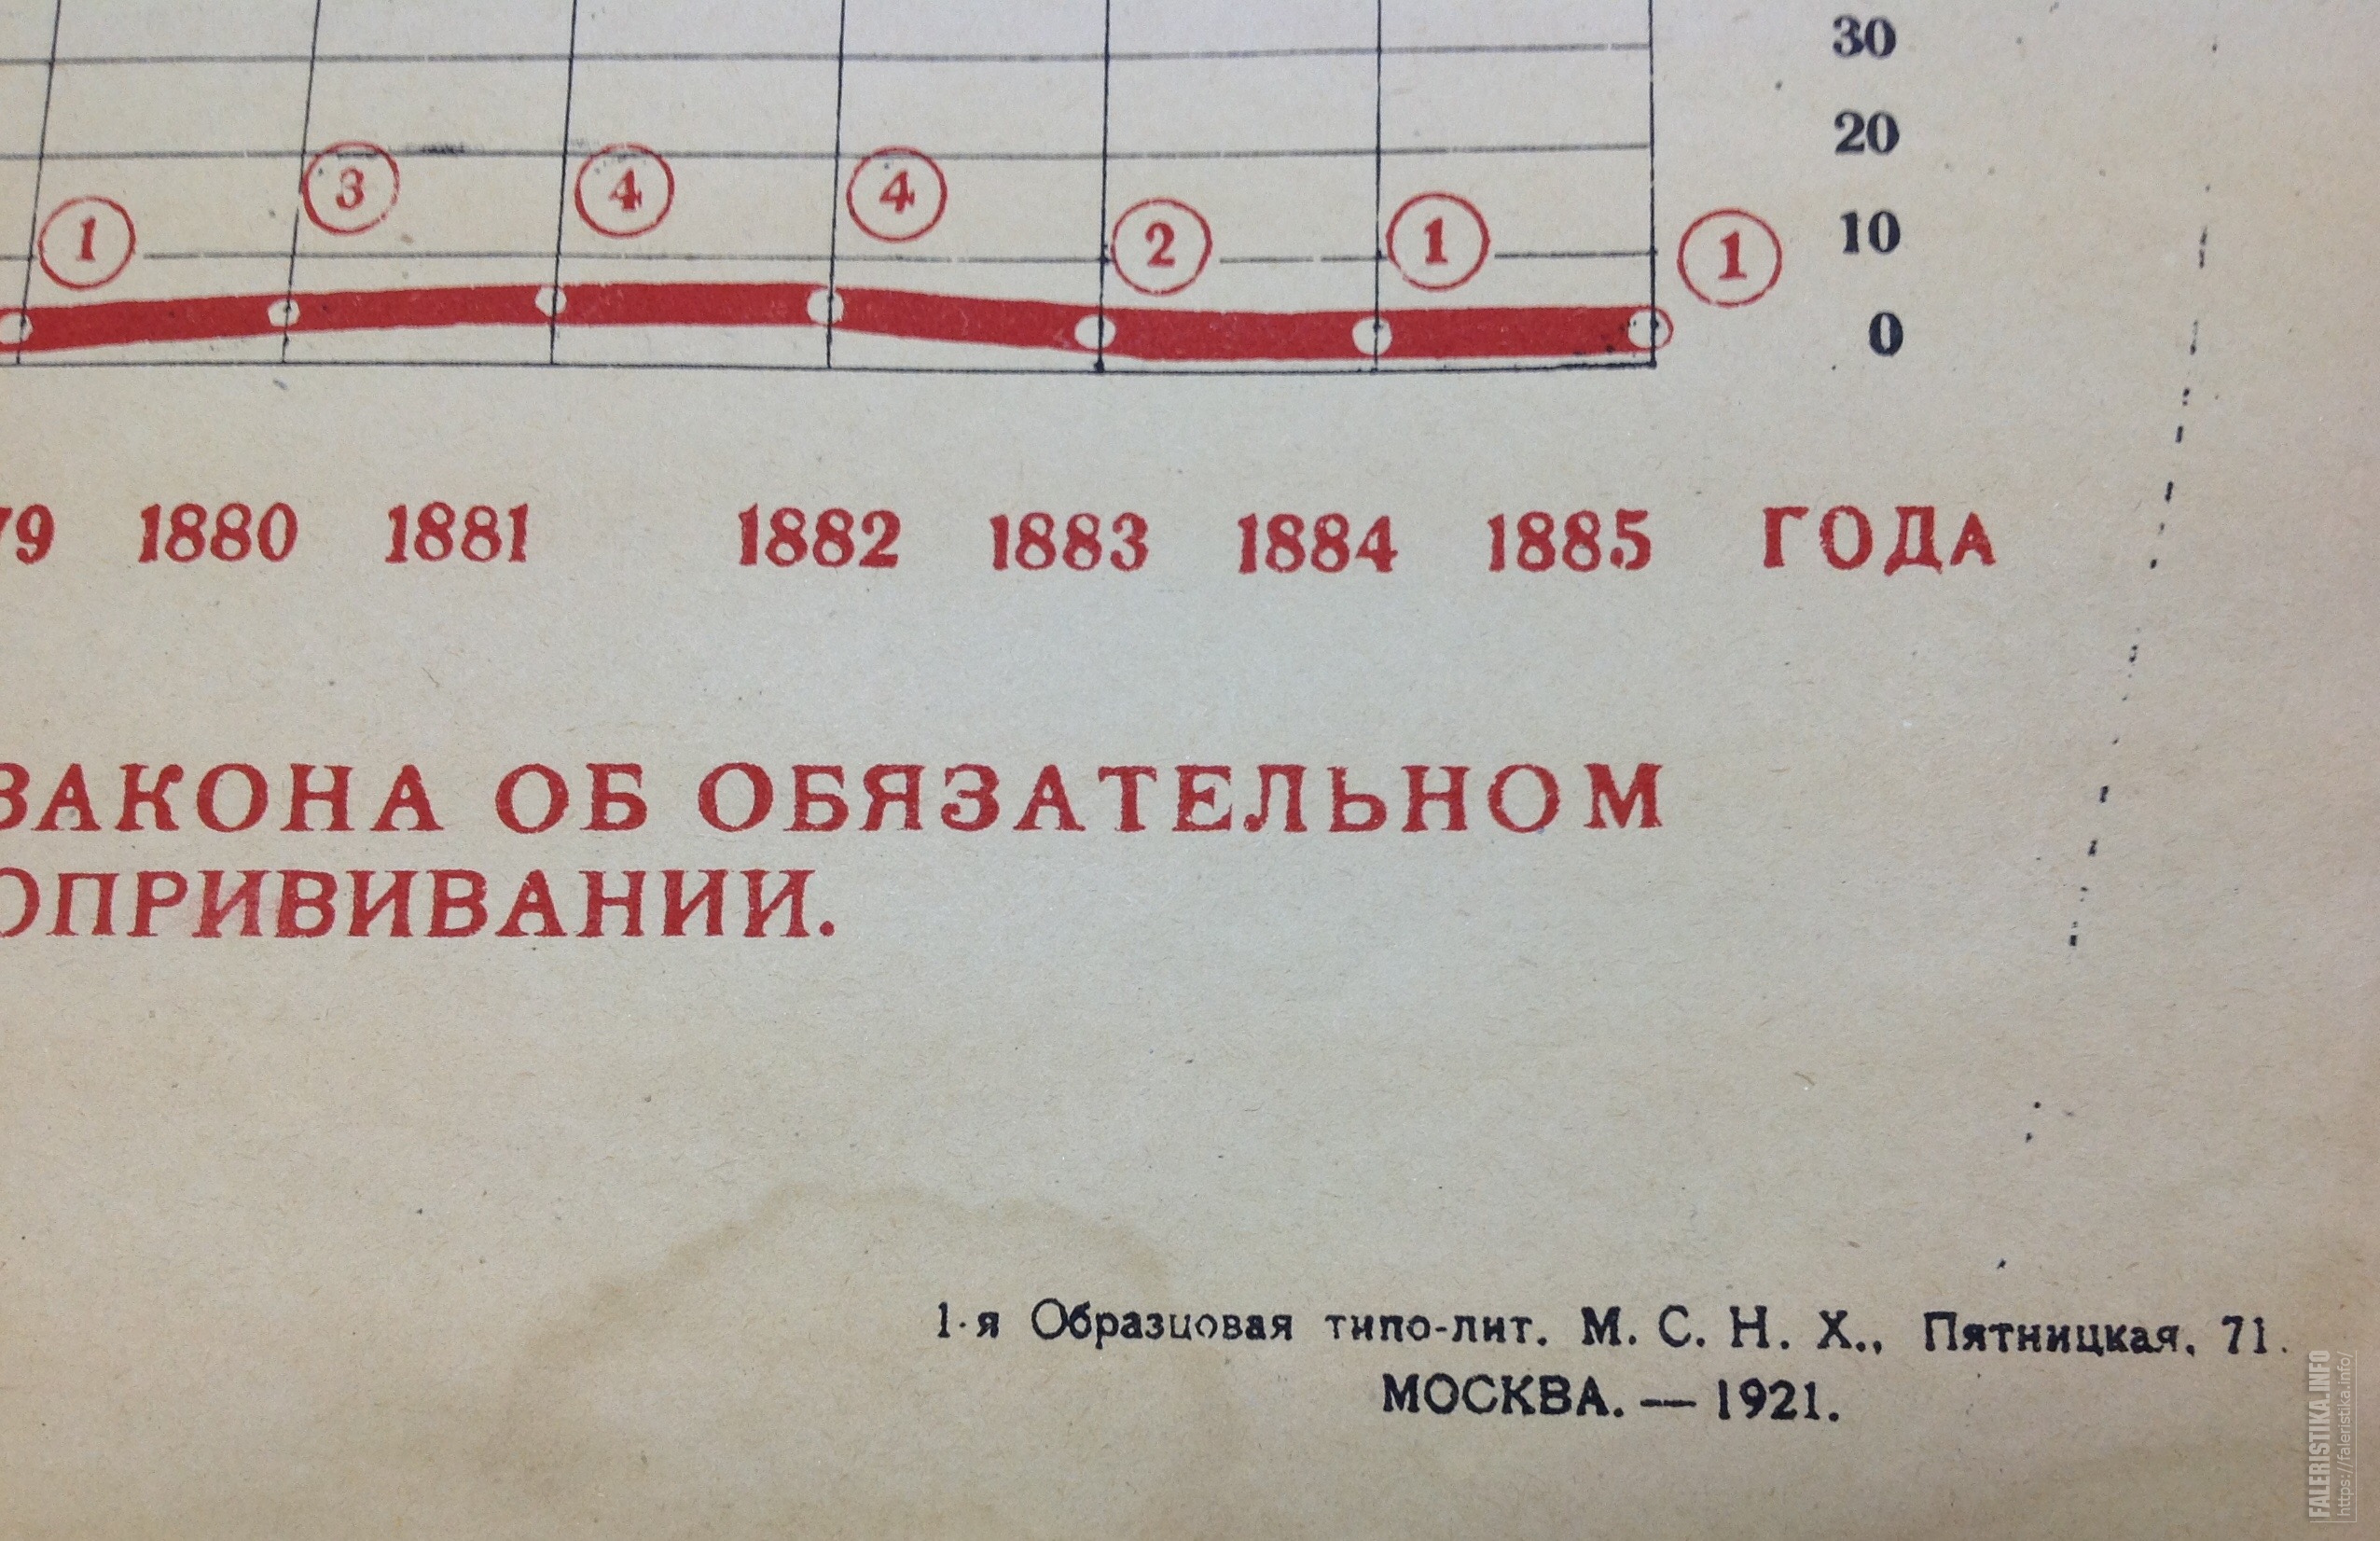 30
20
10
0
1 3 4 4 2 1 1
79 1880 1881 1882 1883 1884 1885 ГОДА
ЗАКОНА ОБ ОБЯЗАТЕЛЬНОМ
ОПРИВИВАНИИ.
1-я Образцовая типо-лит. М. С. Н. Х., Пятницкая, 71.
МОСКВА. — 1921.
FALERISTIKA.INFO
https://faleristika.info/